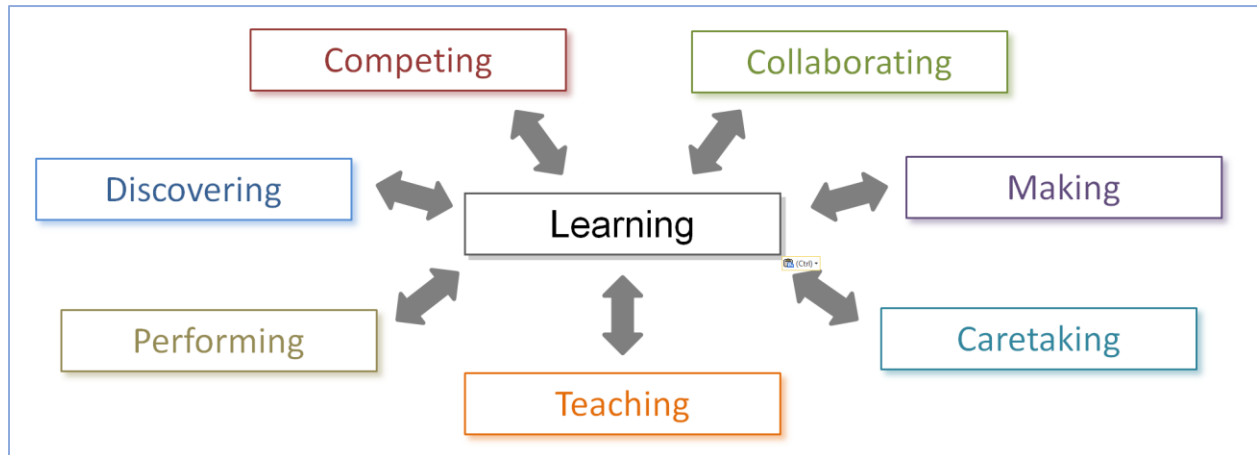 Competing
Collaborating
Discovering
Making
Learning
(Ctrl)
Performing
Caretaking
Teaching